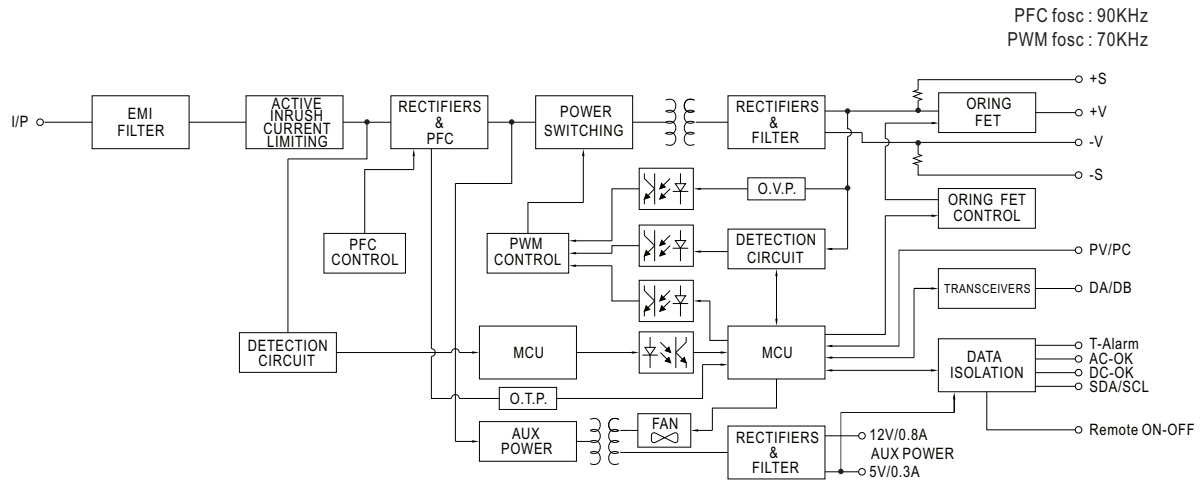 PFC fosc : 90KHz
PWM fosc : 70KHz
I/P
EMI
FILTER
ACTIVE
INRUSH
CURRENT
LIMITING
RECTIFIERS
&
PFC
POWER
SWITCHING
RECTIFIERS
&
FILTER
ORING
FET
+S
+V
-V
-S
O.V.P.
ORING FET
CONTROL
PFC
CONTROL
PWM
CONTROL
DETECTION
CIRCUIT
PV/PC
TRANSCEIVERS
DA/DB
DETECTION
CIRCUIT
MCU
MCU
DATA
ISOLATION
T-Alarm
AC-OK
DC-OK
SDA/SCL
O.T.P.
AUX
POWER
FAN
RECTIFIERS
&
FILTER
12V/0.8A
AUX POWER
5V/0.3A
Remote ON-OFF